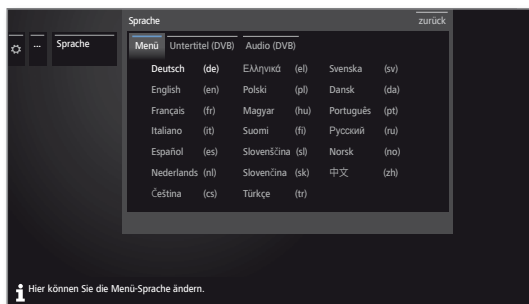 Sprache zurück
... Sprache Menü Untertitel (DVB) Audio (DVB)
Deutsch (de) Ελληνικά (el) Svenska (sv)
English (en) Polski (pl) Dansk (da)
Français (fr) Magyar (hu) Português (pt)
Italiano (it) Suomi (fi) Русский (ru)
Español (es) Slovenščina (sl) Norsk (no)
Nederlands (nl) Slovenčina (sk) 中文 (zh)
Čeština (cs) Türkçe (tr)
Hier können Sie die Menü-Sprache ändern.